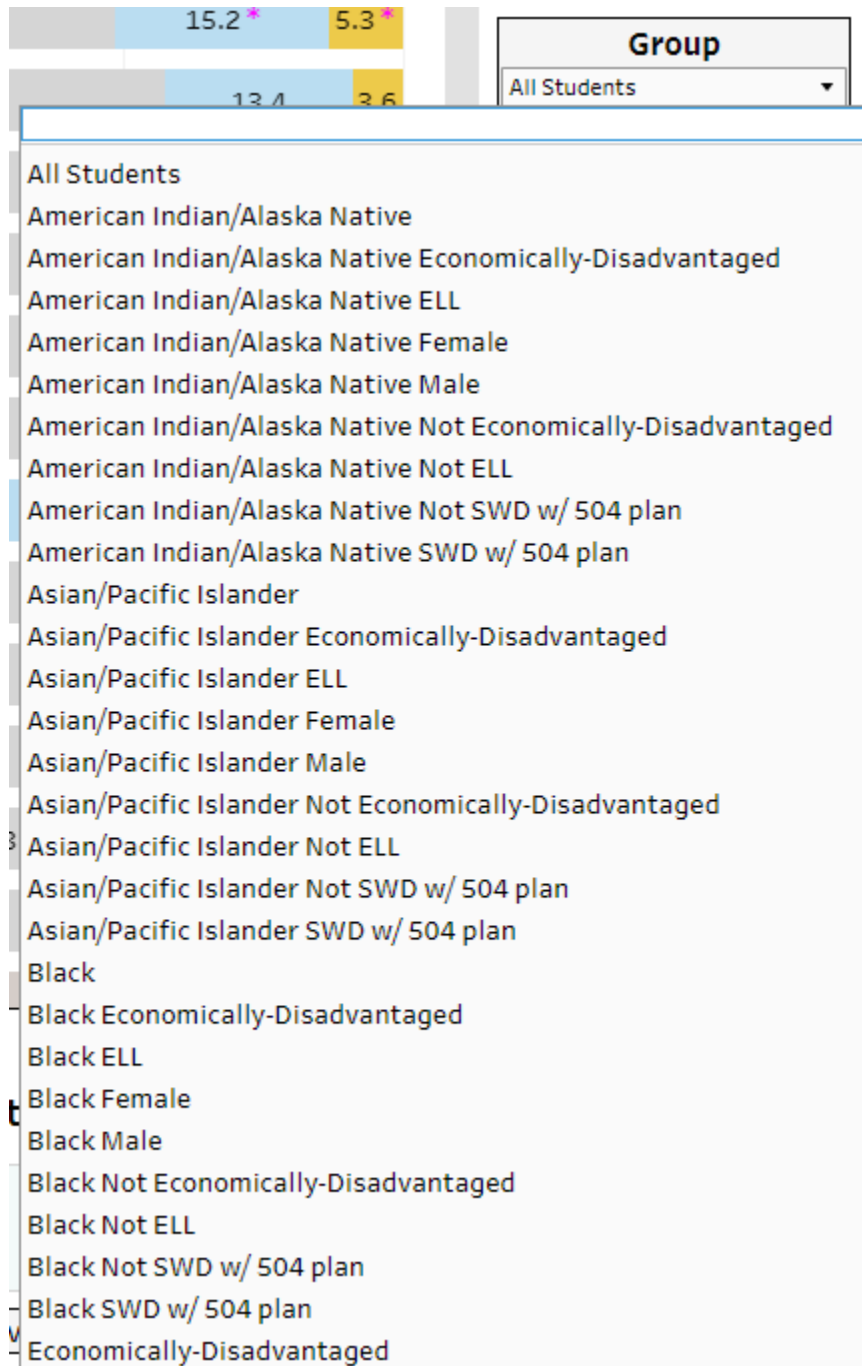 15.2 * 5.3 *
Group
All Students
13.4 3.6
All Students
American Indian/Alaska Native
American Indian/Alaska Native Economically-Disadvantaged
American Indian/Alaska Native ELL
American Indian/Alaska Native Female
American Indian/Alaska Native Male
American Indian/Alaska Native Not Economically-Disadvantaged
American Indian/Alaska Native Not ELL
American Indian/Alaska Native Not SWD w/ 504 plan
American Indian/Alaska Native SWD w/ 504 plan
Asian/Pacific Islander
Asian/Pacific Islander Economically-Disadvantaged
Asian/Pacific Islander ELL
Asian/Pacific Islander Female
Asian/Pacific Islander Male
Asian/Pacific Islander Not Economically-Disadvantaged
Asian/Pacific Islander Not ELL
Asian/Pacific Islander Not SWD w/ 504 plan
Asian/Pacific Islander SWD w/ 504 plan
Black
Black Economically-Disadvantaged
Black ELL
Black Female
Black Male
Black Not Economically-Disadvantaged
Black Not ELL
Black Not SWD w/ 504 plan
Black SWD w/ 504 plan
Economically-Disadvantaged